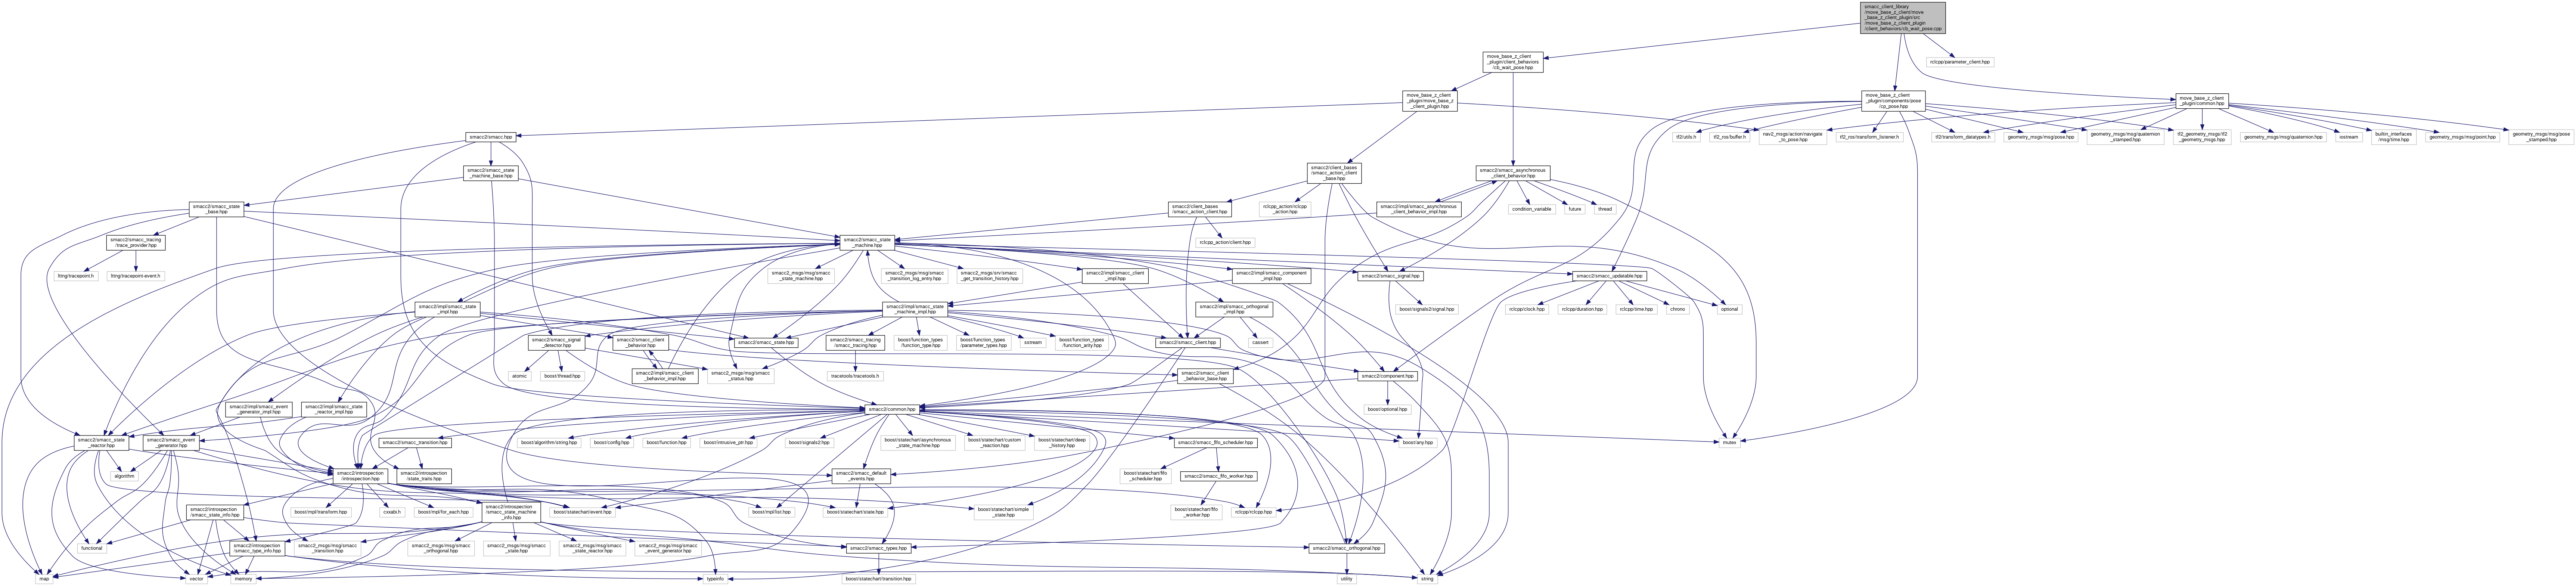 smacc_client_library
/move_base_z_client/move
_base_z_client_plugin/src
/move_base_z_client_plugin
/client_behaviors/cb_wait_pose.cpp
move_base_z_client
_plugin/client_behaviors
/cb_wait_pose.hpp
rclcpp/parameter_client.hpp
move_base_z_client
_plugin/move_base_z
_client_plugin.hpp
move_base_z_client
_plugin/components/pose
/cp_pose.hpp
move_base_z_client
_plugin/common.hpp
smacc2/smacc.hpp
nav2_msgs/action/navigate
_to_pose.hpp
tf2/utils.h
tf2_ros/buffer.h
tf2_ros/transform_listener.h
tf2/transform_datatypes.h
geometry_msgs/msg/pose.hpp
geometry_msgs/msg/quaternion
_stamped.hpp
tf2_geometry_msgs/tf2
_geometry_msgs.hpp
geometry_msgs/msg/quaternion.hpp
iostream
builtin_interfaces
/msg/time.hpp
geometry_msgs/msg/point.hpp
geometry_msgs/msg/pose
_stamped.hpp
smacc2/smacc_state
_machine_base.hpp
smacc2/client_bases
/smacc_action_client
_base.hpp
smacc2/smacc_asynchronous
_client_behavior.hpp
smacc2/smacc_state
_base.hpp
smacc2/client_bases
/smacc_action_client.hpp
rclcpp_action/rclcpp
_action.hpp
smacc2/impl/smacc_asynchronous
_client_behavior_impl.hpp
condition_variable
future
thread
smacc2/smacc_tracing
/trace_provider.hpp
smacc2/smacc_state
_machine.hpp
rclcpp_action/client.hpp
lttng/tracepoint.h
lttng/tracepoint-event.h
smacc2_msgs/msg/smacc
_state_machine.hpp
smacc2_msgs/msg/smacc
_transition_log_entry.hpp
smacc2_msgs/srv/smacc
_get_transition_history.hpp
smacc2/impl/smacc_client
_impl.hpp
smacc2/impl/smacc_component
_impl.hpp
smacc2/smacc_signal.hpp
smacc2/smacc_updatable.hpp
smacc2/impl/smacc_state
_impl.hpp
smacc2/impl/smacc_state
_machine_impl.hpp
smacc2/impl/smacc_orthogonal
_impl.hpp
boost/signals2/signal.hpp
rclcpp/clock.hpp
rclcpp/duration.hpp
rclcpp/time.hpp
chrono
optional
smacc2/smacc_signal
_detector.hpp
smacc2/smacc_client
_behavior.hpp
smacc2/smacc_state.hpp
smacc2/smacc_tracing
/smacc_tracing.hpp
boost/function_types
/function_type.hpp
boost/function_types
/parameter_types.hpp
sstream
boost/function_types
/function_arity.hpp
smacc2/smacc_client.hpp
cassert
atomic
boost/thread.hpp
smacc2/impl/smacc_client
_behavior_impl.hpp
smacc2_msgs/msg/smacc
_status.hpp
tracetools/tracetools.h
smacc2/smacc_client
_behavior_base.hpp
smacc2/component.hpp
smacc2/impl/smacc_event
_generator_impl.hpp
smacc2/impl/smacc_state
_reactor_impl.hpp
smacc2/common.hpp
boost/optional.hpp
smacc2/smacc_state
_reactor.hpp
smacc2/smacc_event
_generator.hpp
smacc2/smacc_transition.hpp
boost/algorithm/string.hpp
boost/config.hpp
boost/function.hpp
boost/intrusive_ptr.hpp
boost/signals2.hpp
boost/statechart/asynchronous
_state_machine.hpp
boost/statechart/custom
_reaction.hpp
boost/statechart/deep
_history.hpp
smacc2/smacc_fifo_scheduler.hpp
boost/any.hpp
mutex
algorithm
smacc2/introspection
/introspection.hpp
smacc2/introspection
/state_traits.hpp
smacc2/smacc_default
_events.hpp
boost/statechart/fifo
_scheduler.hpp
smacc2/smacc_fifo_worker.hpp
smacc2/introspection
/smacc_state_info.hpp
boost/mpl/transform.hpp
cxxabi.h
boost/mpl/for_each.hpp
smacc2/introspection
/smacc_state_machine
_info.hpp
boost/statechart/event.hpp
boost/mpl/list.hpp
boost/statechart/state.hpp
boost/statechart/simple
_state.hpp
boost/statechart/fifo
_worker.hpp
rclcpp/rclcpp.hpp
functional
smacc2/introspection
/smacc_type_info.hpp
smacc2_msgs/msg/smacc
_transition.hpp
smacc2_msgs/msg/smacc
_orthogonal.hpp
smacc2_msgs/msg/smacc
_state.hpp
smacc2_msgs/msg/smacc
_state_reactor.hpp
smacc2_msgs/msg/smacc
_event_generator.hpp
smacc2/smacc_types.hpp
smacc2/smacc_orthogonal.hpp
map
vector
memory
typeinfo
boost/statechart/transition.hpp
utility
string